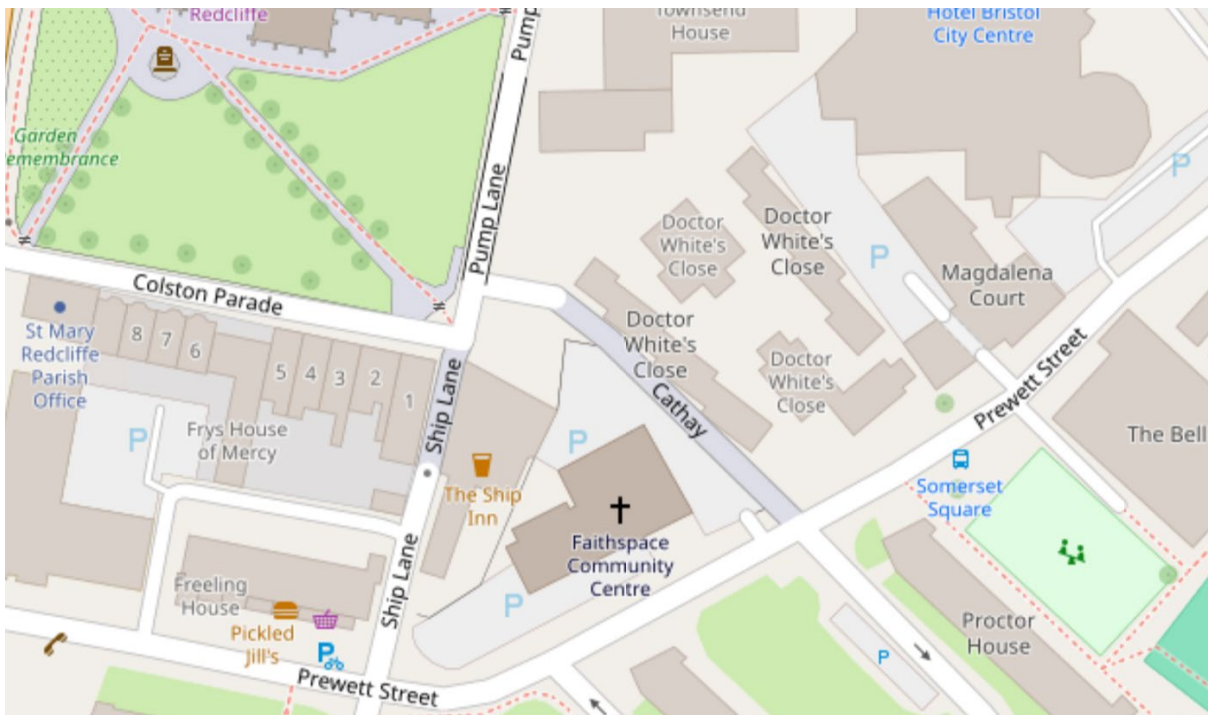 Redcliffe
Pump
Townsend
House
Hotel Bristol
City Centre
Garden
emembrance
P
Pump Lane
Doctor
White's
Close
Doctor
White's
Close
P
Magdalena
Court
Colston Parade
St Mary
Redcliffe
Parish
Office
8
7
6
5
4
3
2
1
Doctor
White's
Close
Doctor
White's
Close
Cathay
Prewett Street
Ship Lane
P
Frys House
of Mercy
P
The Bell
The Ship
Inn
Somerset
Square
Faithspace
Community
Centre
Ship Lane
Freeling
House
P
Pickled
Jill's
P
Prewett Street
Proctor
House
P